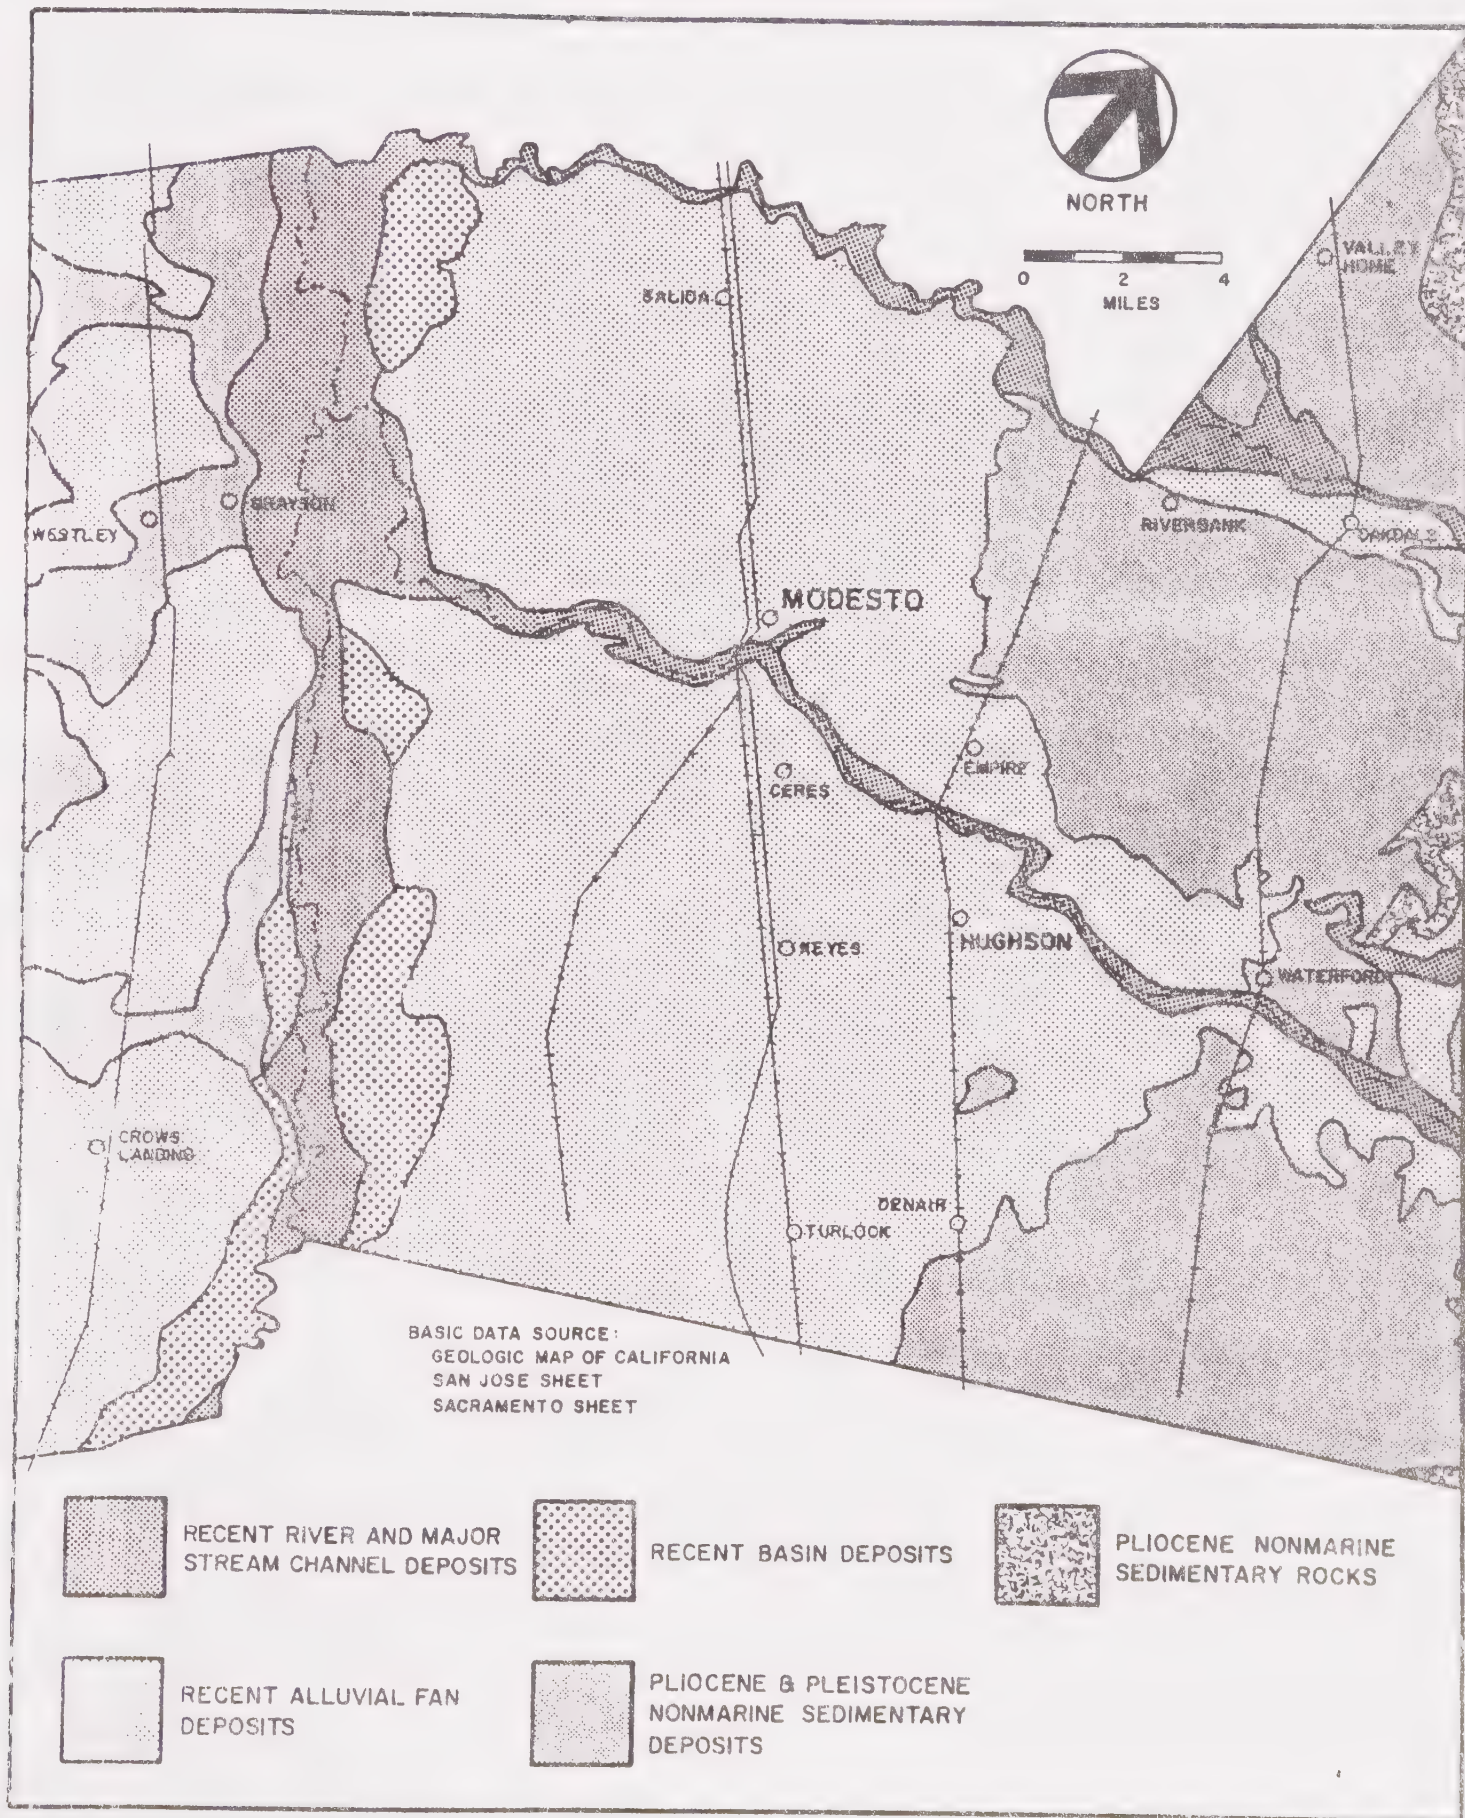 NORTH
0 2 4
MILES
VALLEY
HOME
SALIDA
GRAYSON
WESTLEY
RIVERBANK
OAKDALE
MODESTO
EMPIRE
CERES
HUGHSON
KEYES
WATERFORD
CROWS
LANDING
DENAIR
TURLOCK
BASIC DATA SOURCE:
GEOLOGIC MAP OF CALIFORNIA
SAN JOSE SHEET
SACRAMENTO SHEET
RECENT RIVER AND MAJOR
STREAM CHANNEL DEPOSITS
RECENT BASIN DEPOSITS
PLIOCENE NONMARINE
SEDIMENTARY ROCKS
RECENT ALLUVIAL FAN
DEPOSITS
PLIOCENE & PLEISTOCENE
NONMARINE SEDIMENTARY
DEPOSITS